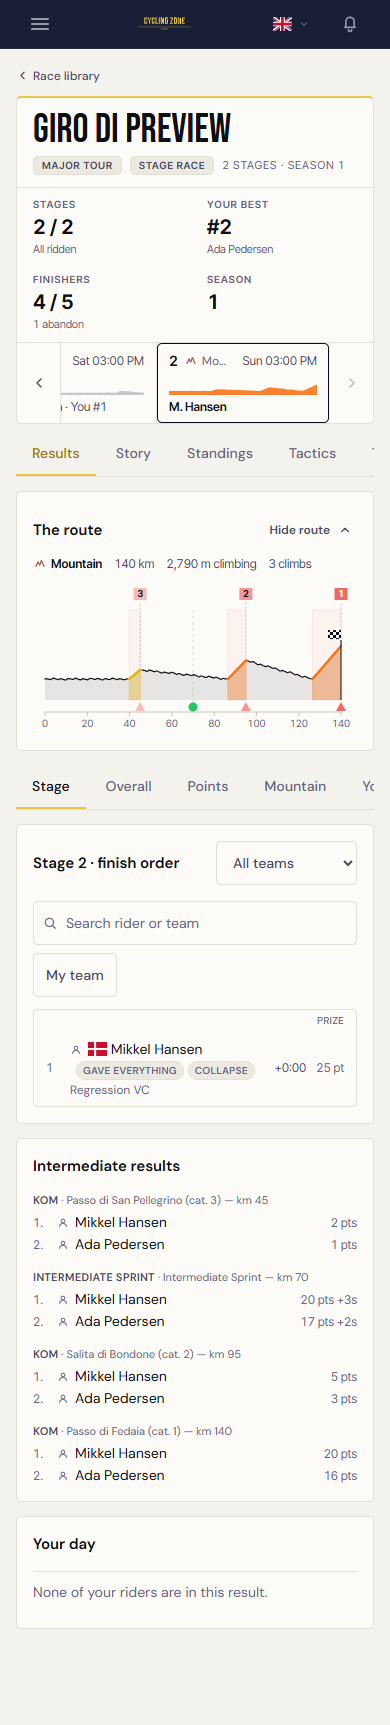 CYCLING ZONE
Race library
GIRO DI PREVIEW
MAJOR TOUR STAGE RACE 2 STAGES · SEASON 1
STAGES YOUR BEST
2 / 2 #2
All ridden Ada Pedersen
FINISHERS SEASON
4 / 5 1
1 abandon
Sat 03:00 PM 2 Mo... Sun 03:00 PM
· You #1 M. Hansen
Results Story Standings Tactics
The route Hide route
Mountain 140 km 2,790 m climbing 3 climbs
3 2 1
0 20 40 60 80 100 120 140
Stage Overall Points Mountain Yo
Stage 2 · finish order All teams
Search rider or team
My team
PRIZE
1 Mikkel Hansen +0:00 25 pt
GAVE EVERYTHING COLLAPSE
Regression VC
Intermediate results
KOM · Passo di San Pellegrino (cat. 3) — km 45
1. Mikkel Hansen 2 pts
2. Ada Pedersen 1 pts
INTERMEDIATE SPRINT · Intermediate Sprint — km 70
1. Mikkel Hansen 20 pts +3s
2. Ada Pedersen 17 pts +2s
KOM · Salita di Bondone (cat. 2) — km 95
1. Mikkel Hansen 5 pts
2. Ada Pedersen 3 pts
KOM · Passo di Fedaia (cat. 1) — km 140
1. Mikkel Hansen 20 pts
2. Ada Pedersen 16 pts
Your day
None of your riders are in this result.